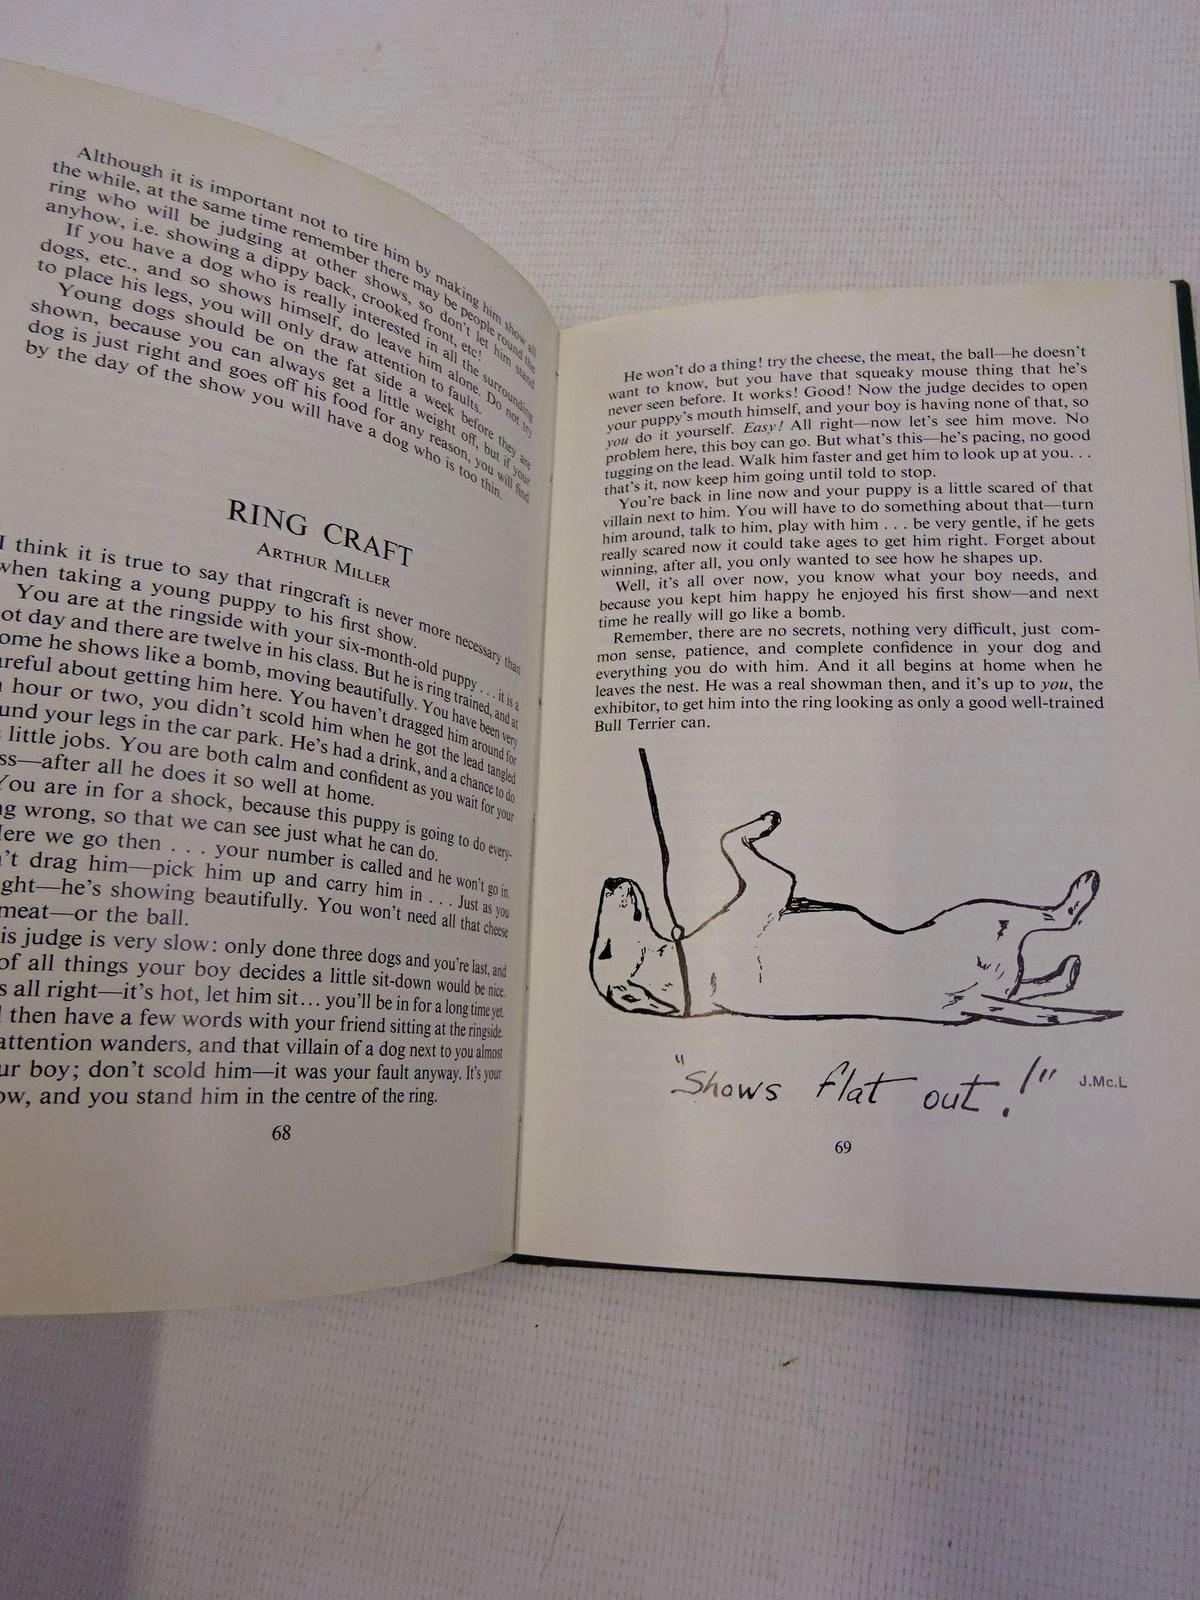 Although it is important not to tire him by making him show all
the while, at the same time remember there may be people round the
ring who will be judging at other shows, so don't let him stand
anyhow, i.e. showing a dippy back, crooked front, etc!
If you have a dog who is really interested in all the surrounding
dogs, etc., and so shows himself, do leave him alone. Do not try
to place his legs, you will only draw attention to faults.
Young dogs should be on the fat side a week before they are
shown, because you can always get a little weight off, but if your
dog is just right and goes off his food for any reason, you will find
by the day of the show you will have a dog who is too thin.
RING CRAFT
ARTHUR MILLER
I think it is true to say that ringcraft is never more necessary than
when taking a young puppy to his first show.
You are at the ringside with your six-month-old puppy . . . it is a
ot day and there are twelve in his class. But he is ring trained, and at
ome he shows like a bomb, moving beautifully. You have been very
areful about getting him here. You haven't dragged him around for
hour or two, you didn't scold him when he got the lead tangled
und your legs in the car park. He's had a drink, and a chance to do
little jobs. You are both calm and confident as you wait for your
ss—after all he does it so well at home.
You are in for a shock, because this puppy is going to do every-
ng wrong, so that we can see just what he can do.
Here we go then . . . your number is called and he won't go in.
't drag him—pick him up and carry him in . . . Just as you
ght—he's showing beautifully. You won't need all that cheese
meat—or the ball.
is judge is very slow: only done three dogs and you're last, and
of all things your boy decides a little sit-down would be nice.
s all right—it's hot, let him sit . . . you'll be in for a long time yet.
then have a few words with your friend sitting at the ringside.
attention wanders, and that villain of a dog next to you almost
ur boy; don't scold him—it was your fault anyway. It's your
ow, and you stand him in the centre of the ring.
68
He won't do a thing! try the cheese, the meat, the ball—he doesn't
want to know, but you have that squeaky mouse thing that he's
never seen before. It works! Good! Now the judge decides to open
your puppy's mouth himself, and your boy is having none of that, so
you do it yourself. Easy! All right—now let's see him move. No
problem here, this boy can go. But what's this—he's pacing, no good
tugging on the lead. Walk him faster and get him to look up at you. . .
that's it, now keep him going until told to stop.
You're back in line now and your puppy is a little scared of that
villain next to him. You will have to do something about that—turn
him around, talk to him, play with him . . . be very gentle, if he gets
really scared now it could take ages to get him right. Forget about
winning, after all, you only wanted to see how he shapes up.
Well, it's all over now, you know what your boy needs, and
because you kept him happy he enjoyed his first show—and next
time he really will go like a bomb.
Remember, there are no secrets, nothing very difficult, just com-
mon sense, patience, and complete confidence in your dog and
everything you do with him. And it all begins at home when he
leaves the nest. He was a real showman then, and it's up to you, the
exhibitor, to get him into the ring looking as only a good well-trained
Bull Terrier can.
"Shows flat out!" J.Mc.L
69